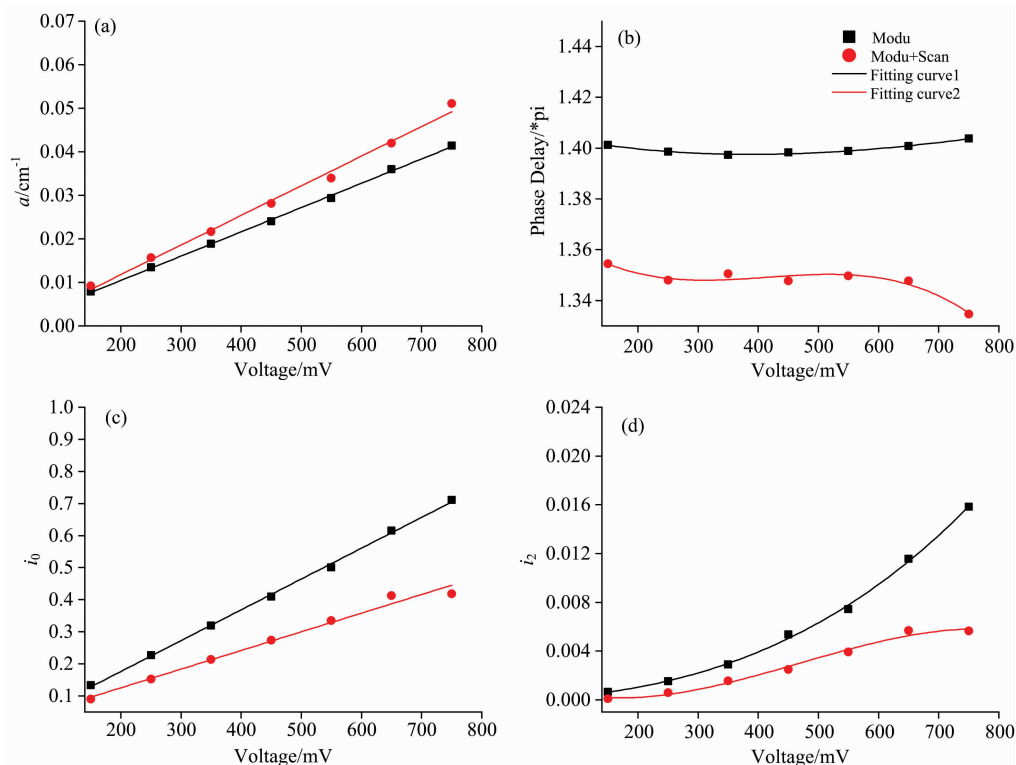 (a)
0.07
0.06
0.05
0.04
0.03
0.02
0.01
0.00
a/cm⁻¹
200 300 400 500 600 700 800
Voltage/mV
(b)
Modu
Modu+Scan
Fitting curve1
Fitting curve2
1.44
1.42
1.40
1.38
1.36
1.34
Phase Delay/*pi
200 300 400 500 600 700 800
Voltage/mV
(c)
1.0
0.9
0.8
0.7
0.6
0.5
0.4
0.3
0.2
0.1
i₀
200 300 400 500 600 700 800
Voltage/mV
(d)
0.024
0.020
0.016
0.012
0.008
0.004
0.000
i₂
200 300 400 500 600 700 800
Voltage/mV